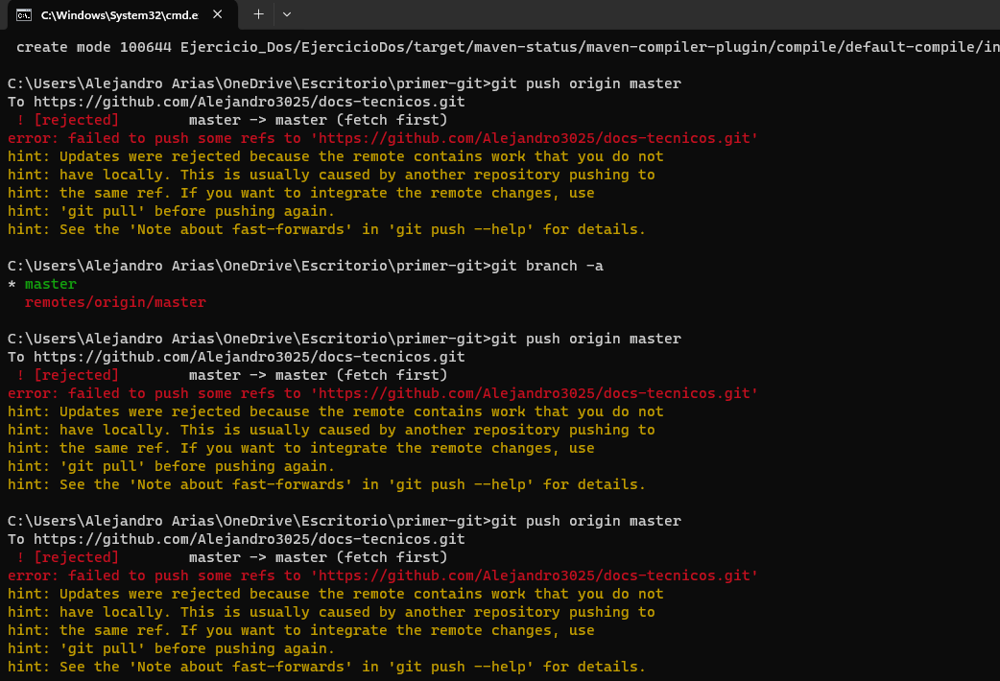 C:\Windows\System32\cmd.e
create mode 100644 Ejercicio_Dos/EjercicioDos/target/maven-status/maven-compiler-plugin/compile/default-compile/in
C:\Users\Alejandro Arias\OneDrive\Escritorio\primer-git>git push origin master
To https://github.com/Alejandro3025/docs-tecnicos.git
! [rejected]        master -> master (fetch first)
error: failed to push some refs to 'https://github.com/Alejandro3025/docs-tecnicos.git'
hint: Updates were rejected because the remote contains work that you do not
hint: have locally. This is usually caused by another repository pushing to
hint: the same ref. If you want to integrate the remote changes, use
hint: 'git pull' before pushing again.
hint: See the 'Note about fast-forwards' in 'git push --help' for details.
C:\Users\Alejandro Arias\OneDrive\Escritorio\primer-git>git branch -a
* master
remotes/origin/master
C:\Users\Alejandro Arias\OneDrive\Escritorio\primer-git>git push origin master
To https://github.com/Alejandro3025/docs-tecnicos.git
! [rejected]        master -> master (fetch first)
error: failed to push some refs to 'https://github.com/Alejandro3025/docs-tecnicos.git'
hint: Updates were rejected because the remote contains work that you do not
hint: have locally. This is usually caused by another repository pushing to
hint: the same ref. If you want to integrate the remote changes, use
hint: 'git pull' before pushing again.
hint: See the 'Note about fast-forwards' in 'git push --help' for details.
C:\Users\Alejandro Arias\OneDrive\Escritorio\primer-git>git push origin master
To https://github.com/Alejandro3025/docs-tecnicos.git
! [rejected]        master -> master (fetch first)
error: failed to push some refs to 'https://github.com/Alejandro3025/docs-tecnicos.git'
hint: Updates were rejected because the remote contains work that you do not
hint: have locally. This is usually caused by another repository pushing to
hint: the same ref. If you want to integrate the remote changes, use
hint: 'git pull' before pushing again.
hint: See the 'Note about fast-forwards' in 'git push --help' for details.